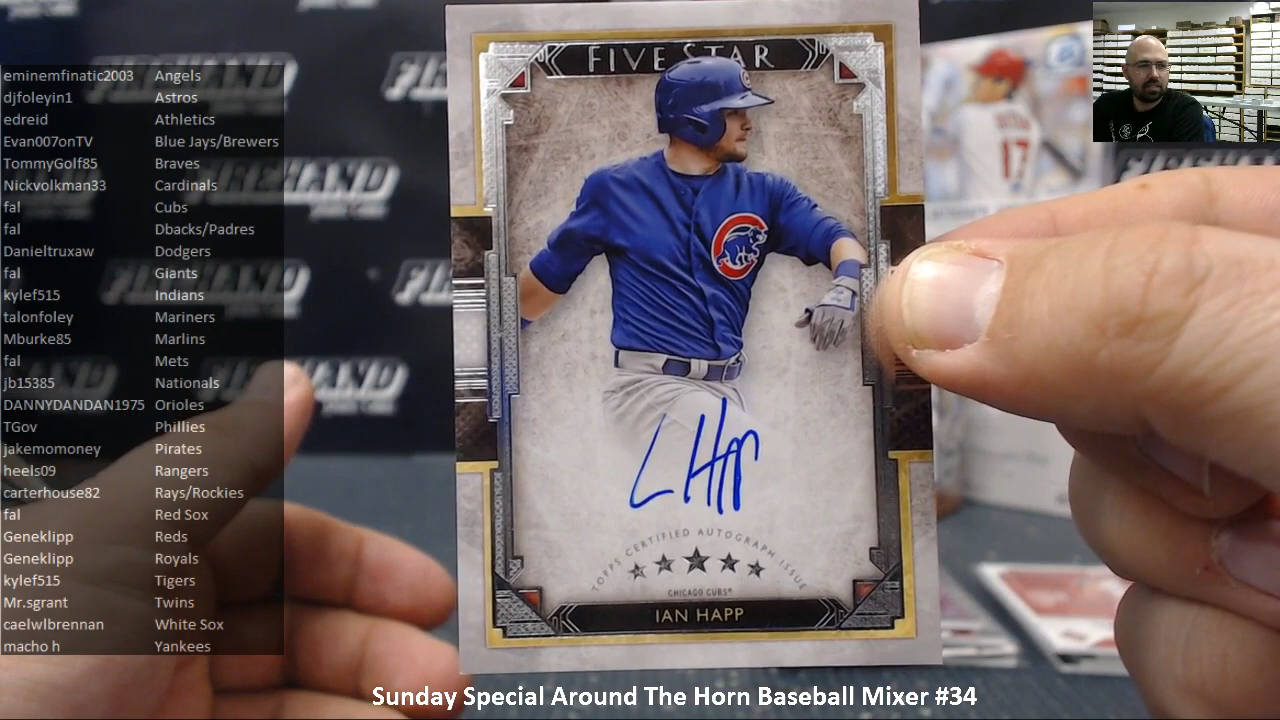 eminemfinatic2003 Angels
djfoleyin1 Astros
edreid Athletics
Evan007onTV Blue Jays/Brewers
TommyGolf85 Braves
Nickvolkman33 Cardinals
fal Cubs
fal Dbacks/Padres
Danieltruxaw Dodgers
fal Giants
kylef515 Indians
talonfoley Mariners
Mburke85 Marlins
fal Mets
jb15385 Nationals
DANNYDANDAN1975 Orioles
TGov Phillies
jakemomoney Pirates
heels09 Rangers
carterhouse82 Rays/Rockies
fal Red Sox
Geneklipp Reds
Geneklipp Royals
kylef515 Tigers
Mr.sgrant Twins
caelwlbrennan White Sox
macho h Yankees
FIVE STAR
C
17
TOPPS CERTIFIED AUTOGRAPH ISSUE
CHICAGO CUBS®
IAN HAPP
Sunday Special Around The Horn Baseball Mixer #34